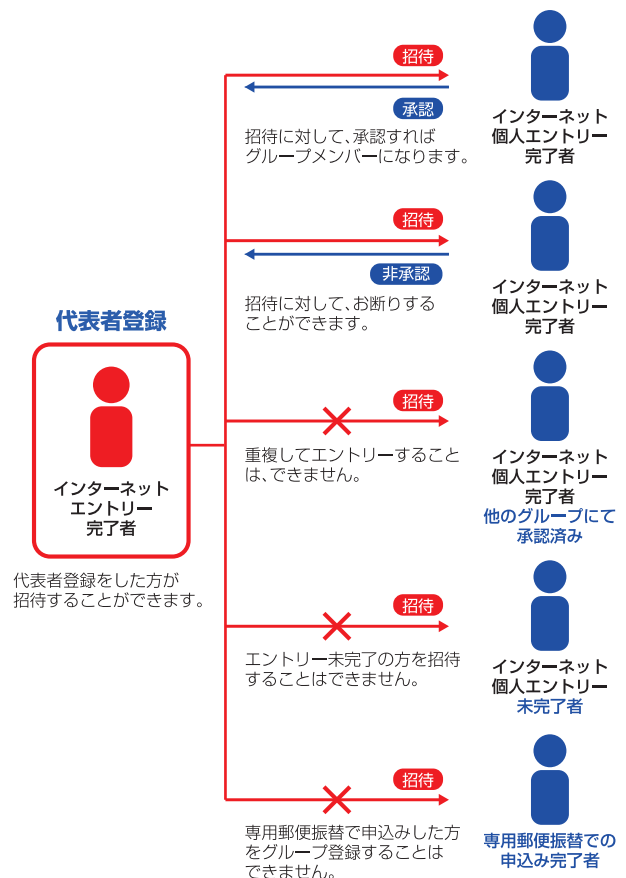 招待
承認
招待に対して、承認すれば
グループメンバーになります。
インターネット
個人エントリー
完了者
招待
非承認
招待に対して、お断りする
ことができます。
インターネット
個人エントリー
完了者
代表者登録
インターネット
エントリー
完了者
代表者登録をした方が
招待することができます。
招待
重複してエントリーすること
は、できません。
インターネット
個人エントリー
完了者
他のグループにて
承認済み
招待
エントリー未完了の方を招待
することはできません。
インターネット
個人エントリー
未完了者
招待
専用郵便振替で申込みした方
をグループ登録することは
できません。
専用郵便振替での
申込み完了者